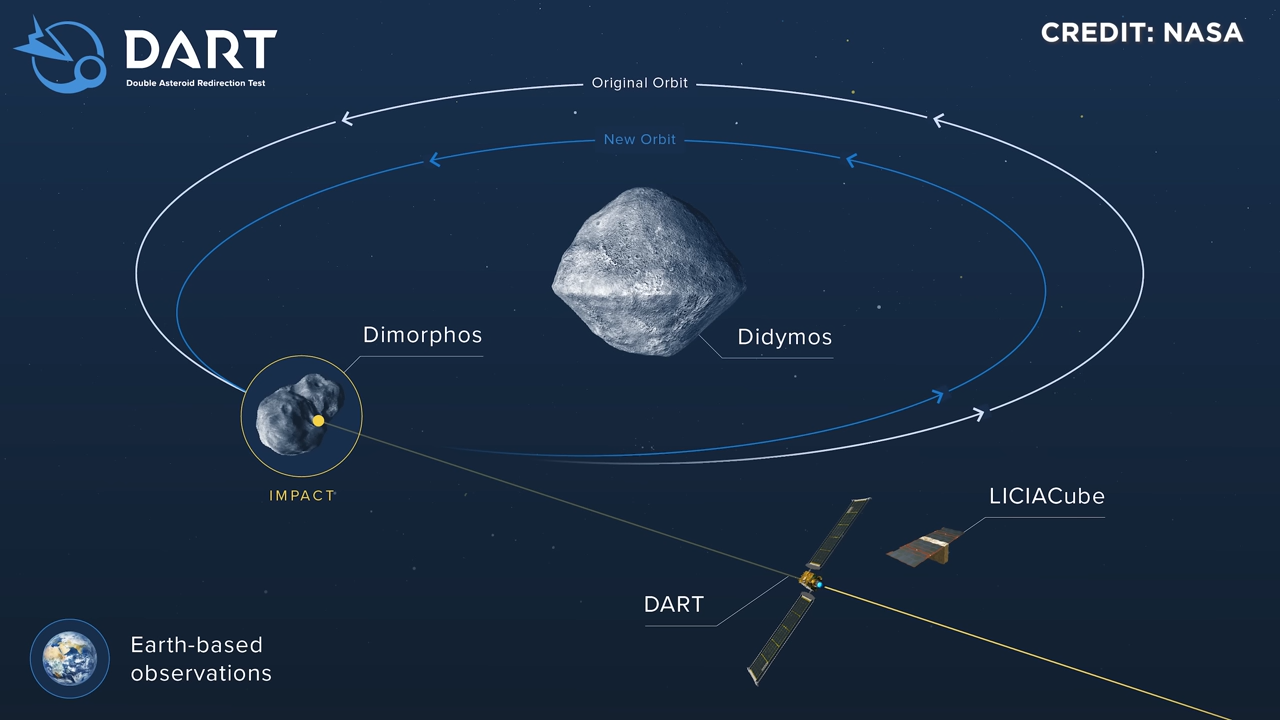 DART
Double Asteroid Redirection Test
CREDIT: NASA
Original Orbit
New Orbit
Dimorphos
Didymos
IMPACT
LICIACube
DART
Earth-based
observations